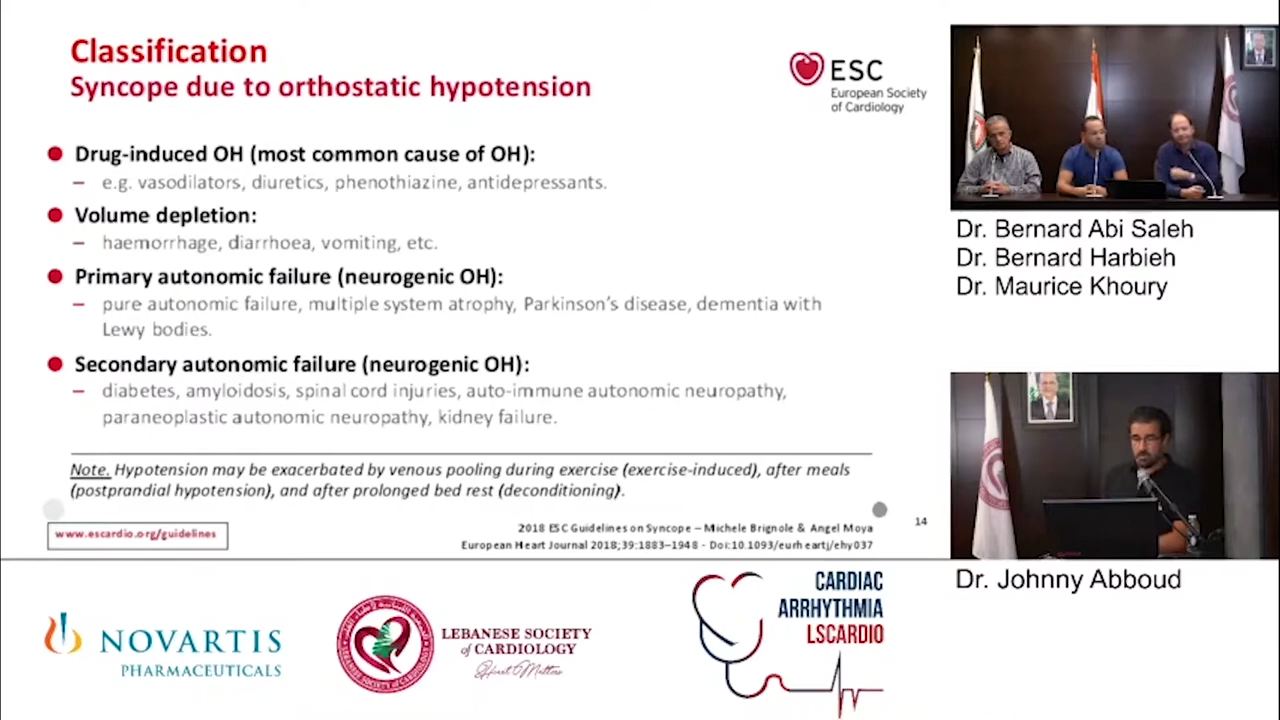 Classification
Syncope due to orthostatic hypotension
ESC
European Society
of Cardiology
Drug-induced OH (most common cause of OH):
– e.g. vasodilators, diuretics, phenothiazine, antidepressants.
Volume depletion:
– haemorrhage, diarrhoea, vomiting, etc.
Primary autonomic failure (neurogenic OH):
– pure autonomic failure, multiple system atrophy, Parkinson's disease, dementia with
Lewy bodies.
Secondary autonomic failure (neurogenic OH):
– diabetes, amyloidosis, spinal cord injuries, auto-immune autonomic neuropathy,
paraneoplastic autonomic neuropathy, kidney failure.
Note. Hypotension may be exacerbated by venous pooling during exercise (exercise-induced), after meals
(postprandial hypotension), and after prolonged bed rest (deconditioning).
www.escardio.org/guidelines
2018 ESC Guidelines on Syncope – Michele Brignole & Angel Moya
European Heart Journal 2018;39:1883–1948 - Doi:10.1093/eurheartj/ehy037
14
Dr. Bernard Abi Saleh
Dr. Bernard Harbieh
Dr. Maurice Khoury
Dr. Johnny Abboud
NOVARTIS
PHARMACEUTICALS
LEBANESE SOCIETY
of CARDIOLOGY
Heart Matters
LEBANESE SOCIETY OF CARDIOLOGY
CARDIAC
ARRHYTHMIA
LSCARDIO